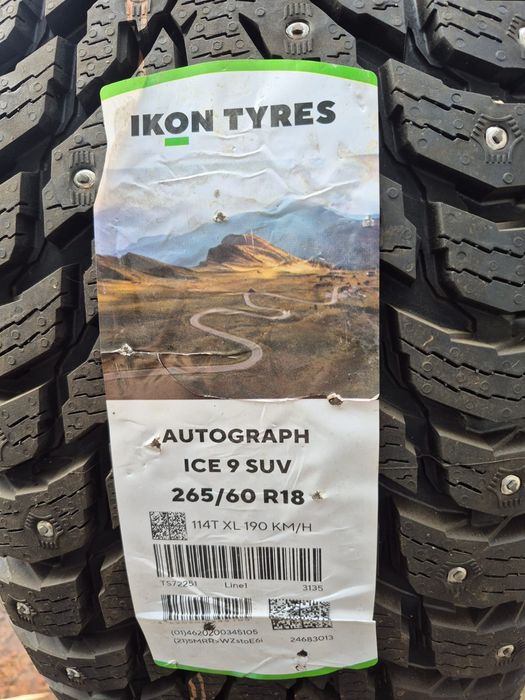 IKON TYRES
AUTOGRAPH
ICE 9 SUV
265/60 R18
114T XL 190 KM/H
TS72251 Line1 3135
(01)4620200345105
24683013